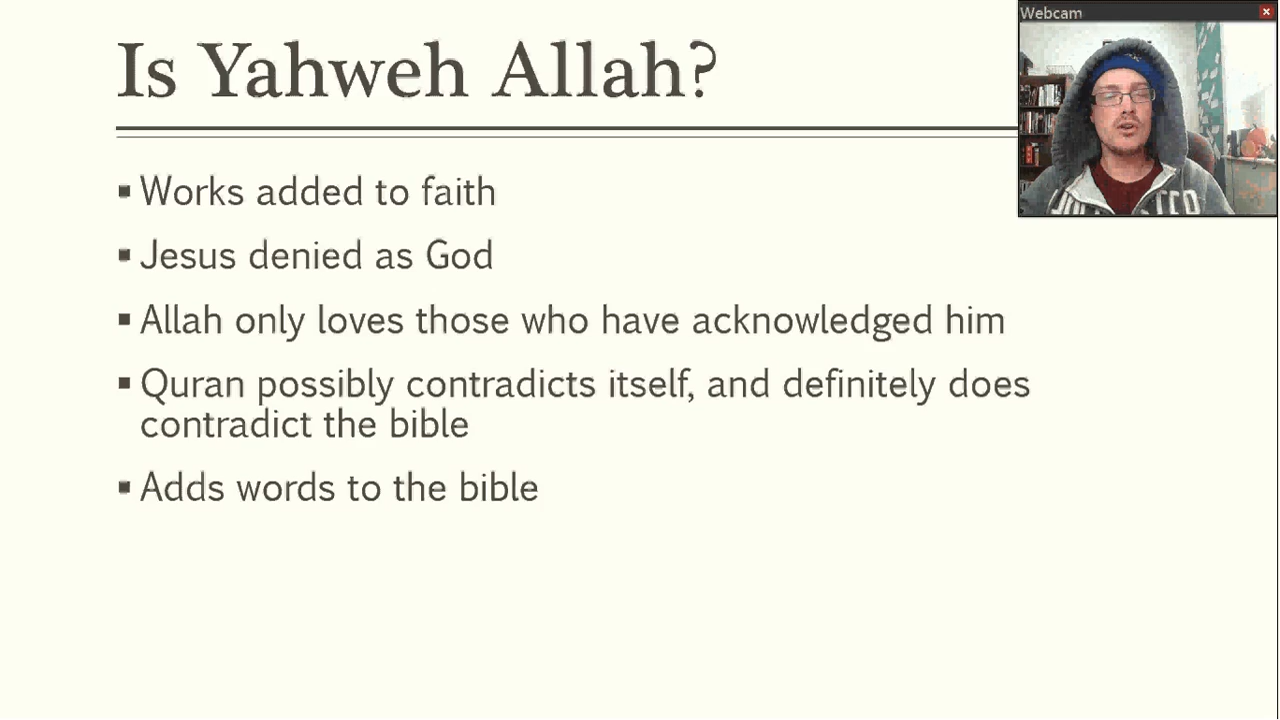 Is Yahweh Allah?
Webcam
▪ Works added to faith
▪ Jesus denied as God
▪ Allah only loves those who have acknowledged him
▪ Quran possibly contradicts itself, and definitely does
contradict the bible
▪ Adds words to the bible